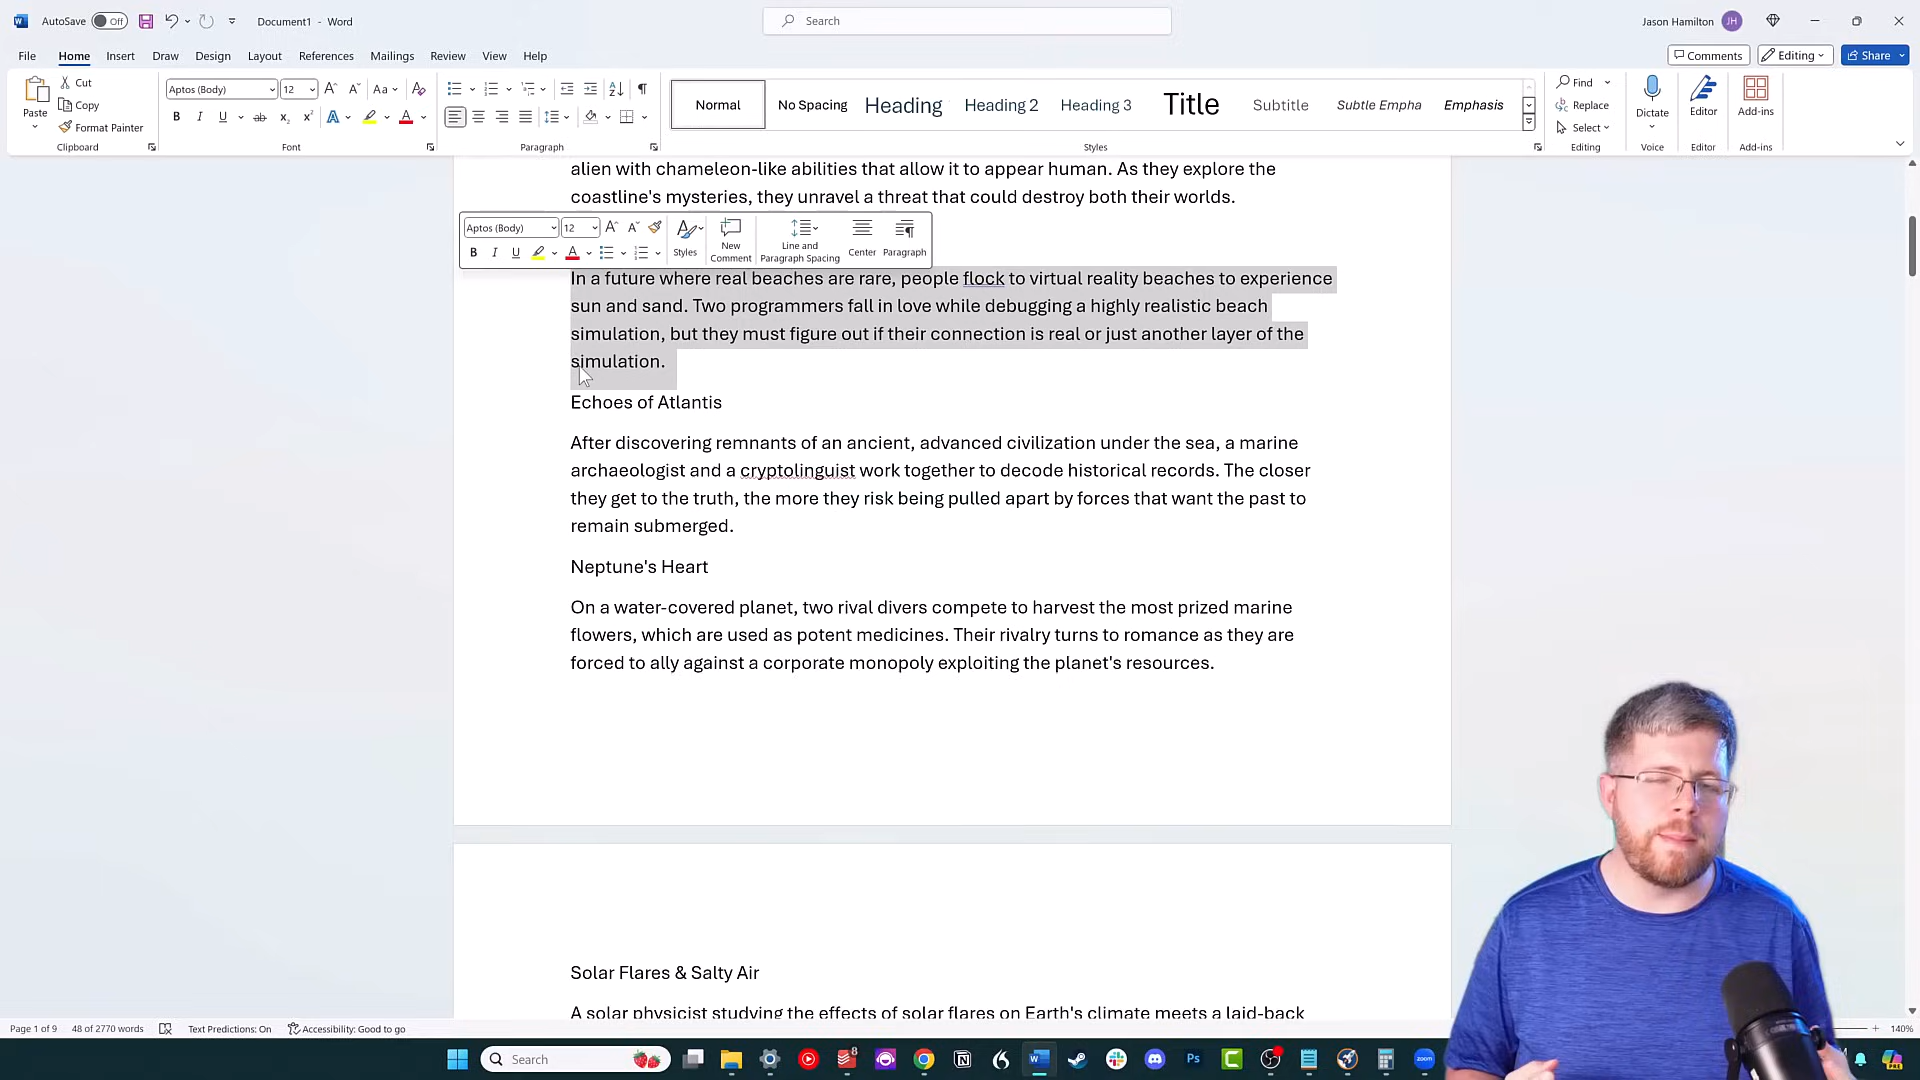 AutoSave Off Document1 - Word Search Jason Hamilton JH
File Home Insert Draw Design Layout References Mailings Review View Help Comments Editing Share
Paste Cut Copy Format Painter
Clipboard
Aptos (Body) 12 Aa
B I U ab x₂ x² A A
Font
Paragraph
Normal No Spacing Heading Heading 2 Heading 3 Title Subtitle Subtle Empha Emphasis
Styles
Find Replace Select
Editing
Dictate
Voice
Editor
Editor
Add-ins
Add-ins
alien with chameleon-like abilities that allow it to appear human. As they explore the
coastline's mysteries, they unravel a threat that could destroy both their worlds.
Aptos (Body) 12
B I U A Styles New Comment Line and Paragraph Spacing Center Paragraph
In a future where real beaches are rare, people flock to virtual reality beaches to experience
sun and sand. Two programmers fall in love while debugging a highly realistic beach
simulation, but they must figure out if their connection is real or just another layer of the
simulation.
Echoes of Atlantis
After discovering remnants of an ancient, advanced civilization under the sea, a marine
archaeologist and a cryptolinguist work together to decode historical records. The closer
they get to the truth, the more they risk being pulled apart by forces that want the past to
remain submerged.
Neptune's Heart
On a water-covered planet, two rival divers compete to harvest the most prized marine
flowers, which are used as potent medicines. Their rivalry turns to romance as they are
forced to ally against a corporate monopoly exploiting the planet's resources.
Solar Flares & Salty Air
A solar physicist studying the effects of solar flares on Earth's climate meets a laid-back
Page 1 of 9 48 of 2770 words Text Predictions: On Accessibility: Good to go 140%
Search 8 Ps zoom PRE